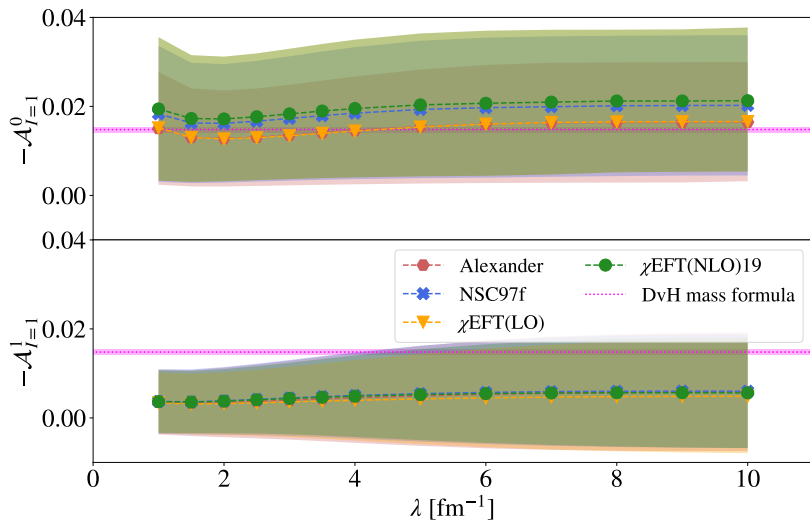 0.04
0.02
0.00
−𝒜⁰_{I=1}
0.04
0.02
0.00
−𝒜¹_{I=1}
Alexander
NSC97f
χEFT(LO)
χEFT(NLO)19
DvH mass formula
0 2 4 6 8 10
λ [fm⁻¹]